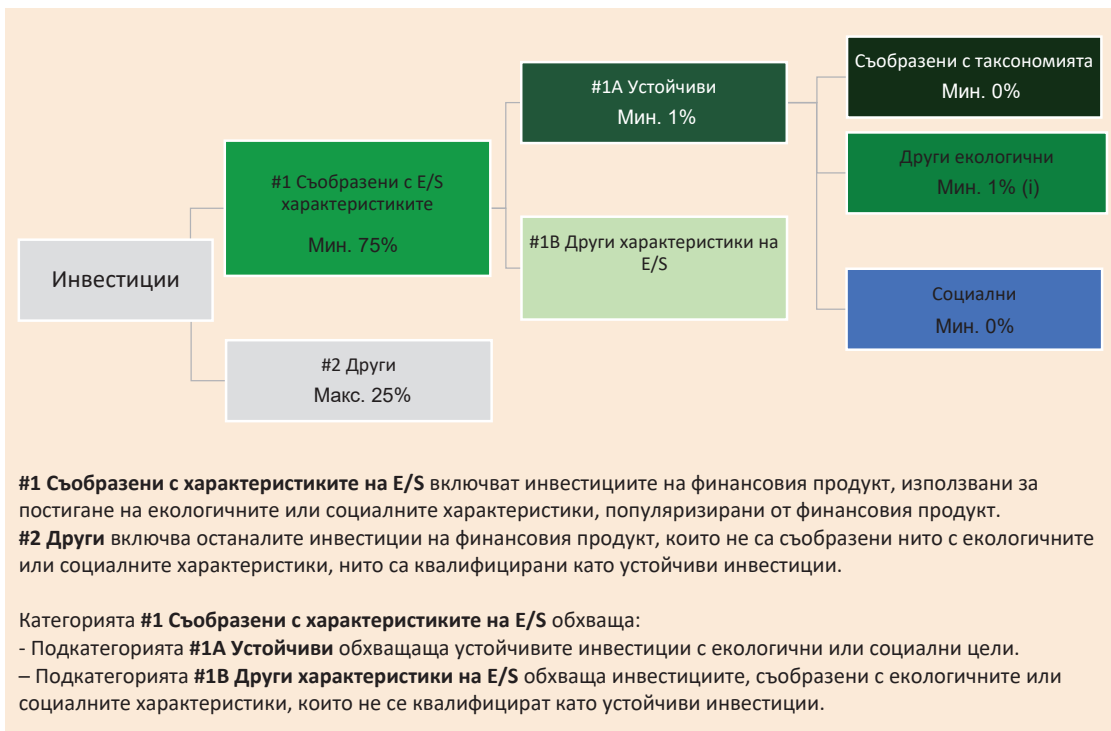 Съобразени с таксономията
Мин. 0%
#1A Устойчиви
Мин. 1%
Други екологични
Мин. 1% (i)
#1 Съобразени с E/S
характеристиките
Мин. 75%
#1B Други характеристики на
E/S
Инвестиции
Социални
Мин. 0%
#2 Други
Макс. 25%
#1 Съобразени с характеристиките на E/S включват инвестициите на финансовия продукт, използвани за
постигане на екологичните или социалните характеристики, популяризирани от финансовия продукт.
#2 Други включва останалите инвестиции на финансовия продукт, които не са съобразени нито с екологичните
или социалните характеристики, нито са квалифицирани като устойчиви инвестиции.
Категорията #1 Съобразени с характеристиките на E/S обхваща:
- Подкатегорията #1A Устойчиви обхващаща устойчивите инвестиции с екологични или социални цели.
– Подкатегорията #1B Други характеристики на E/S обхваща инвестициите, съобразени с екологичните или
социалните характеристики, които не се квалифицират като устойчиви инвестиции.